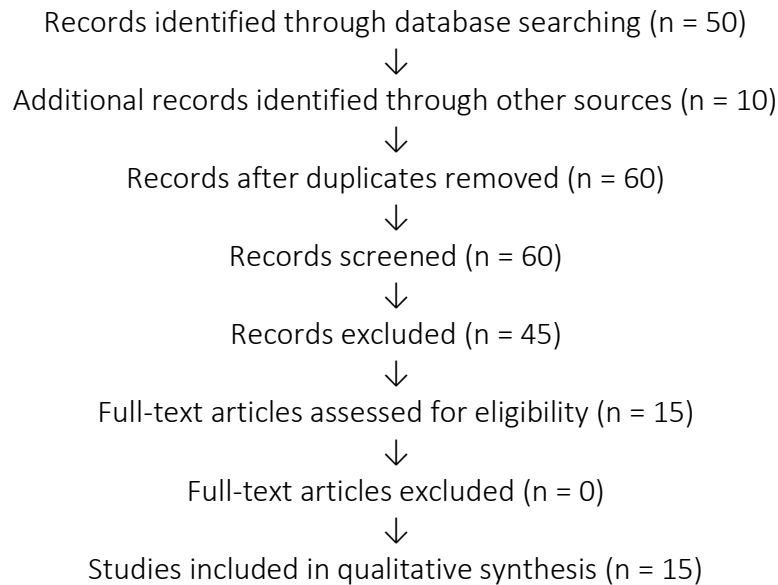 Records identified through database searching (n = 50)
↓
Additional records identified through other sources (n = 10)
↓
Records after duplicates removed (n = 60)
↓
Records screened (n = 60)
↓
Records excluded (n = 45)
↓
Full-text articles assessed for eligibility (n = 15)
↓
Full-text articles excluded (n = 0)
↓
Studies included in qualitative synthesis (n = 15)